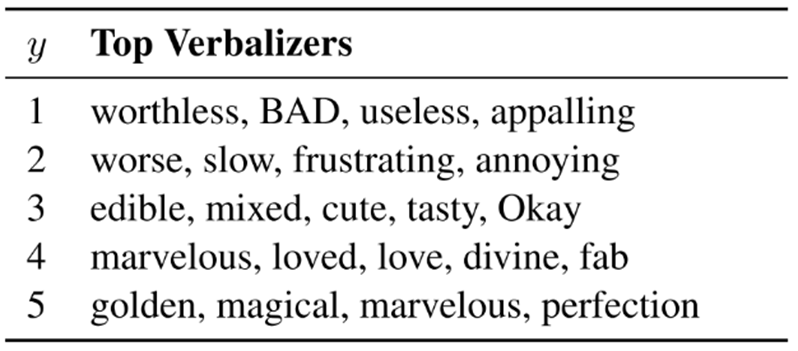 y Top Verbalizers
1 worthless, BAD, useless, appalling
2 worse, slow, frustrating, annoying
3 edible, mixed, cute, tasty, Okay
4 marvelous, loved, love, divine, fab
5 golden, magical, marvelous, perfection